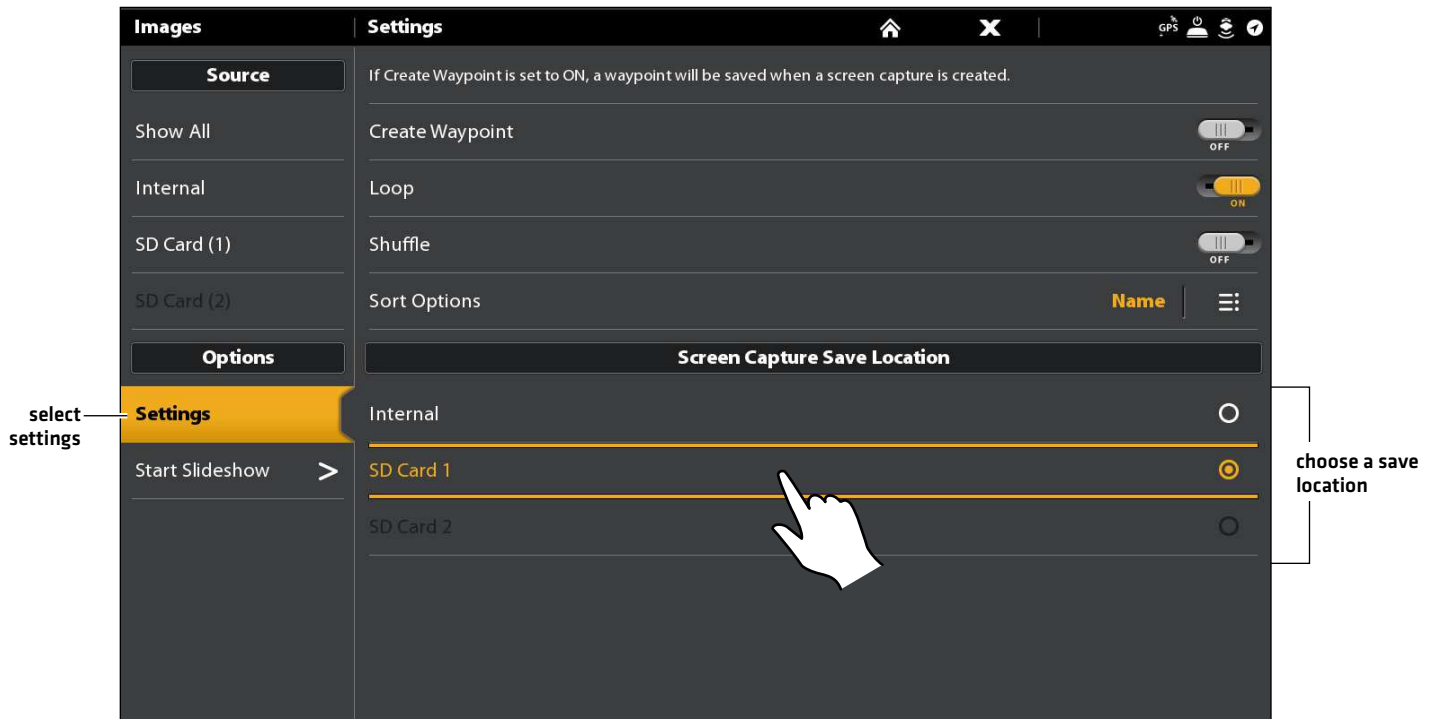 Images
Settings
GPS
Source
If Create Waypoint is set to ON, a waypoint will be saved when a screen capture is created.
Show All
Create Waypoint
OFF
Internal
Loop
ON
SD Card (1)
Shuffle
OFF
SD Card (2)
Sort Options
Name
Options
Screen Capture Save Location
select
settings
Settings
Internal
Start Slideshow
SD Card 1
SD Card 2
choose a save
location